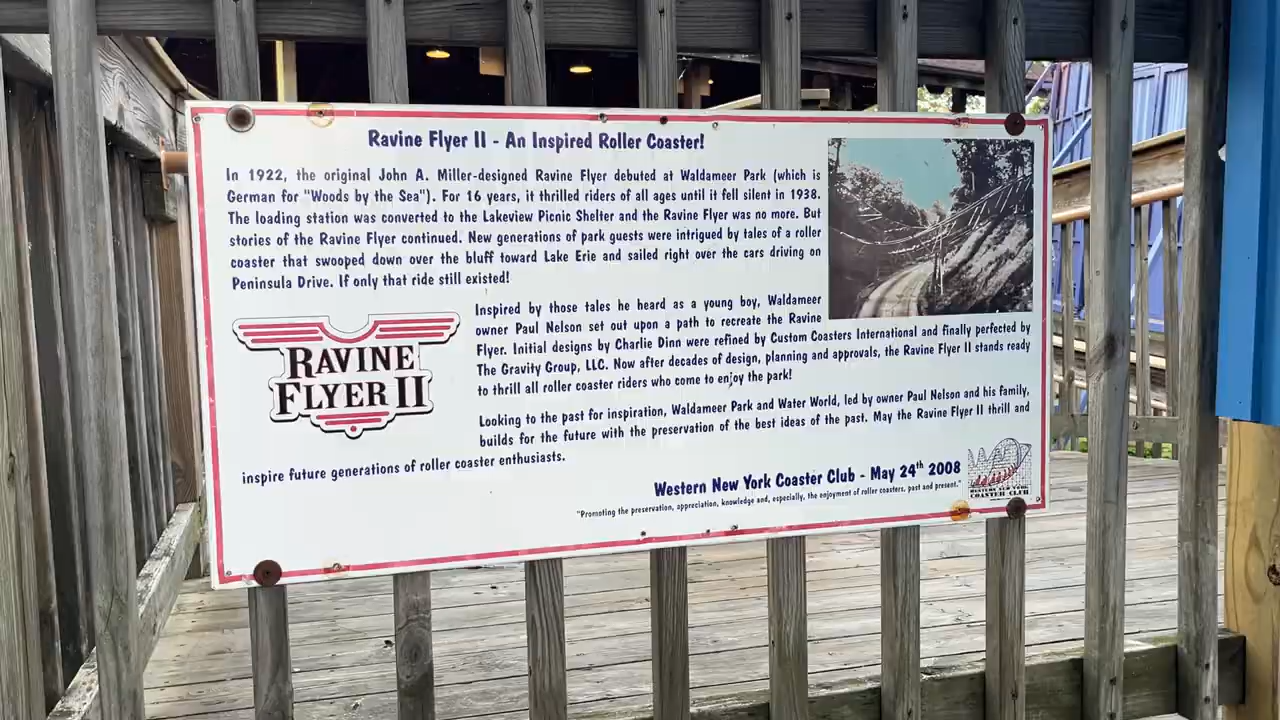 Ravine Flyer II - An Inspired Roller Coaster!
In 1922, the original John A. Miller-designed Ravine Flyer debuted at Waldameer Park (which is
German for "Woods by the Sea"). For 16 years, it thrilled riders of all ages until it fell silent in 1938.
The loading station was converted to the Lakeview Picnic Shelter and the Ravine Flyer was no more. But
stories of the Ravine Flyer continued. New generations of park guests were intrigued by tales of a roller
coaster that swooped down over the bluff toward Lake Erie and sailed right over the cars driving on
Peninsula Drive. If only that ride still existed!
Inspired by those tales he heard as a young boy, Waldameer
owner Paul Nelson set out upon a path to recreate the Ravine
Flyer. Initial designs by Charlie Dinn were refined by Custom Coasters International and finally perfected by
The Gravity Group, LLC. Now after decades of design, planning and approvals, the Ravine Flyer II stands ready
to thrill all roller coaster riders who come to enjoy the park!
RAVINE
FLYER II
Looking to the past for inspiration, Waldameer Park and Water World, led by owner Paul Nelson and his family,
builds for the future with the preservation of the best ideas of the past. May the Ravine Flyer II thrill and
inspire future generations of roller coaster enthusiasts.
Western New York Coaster Club - May 24th 2008
"Promoting the preservation, appreciation, knowledge and, especially, the enjoyment of roller coasters, past and present."
WESTERN NEW YORK
COASTER CLUB